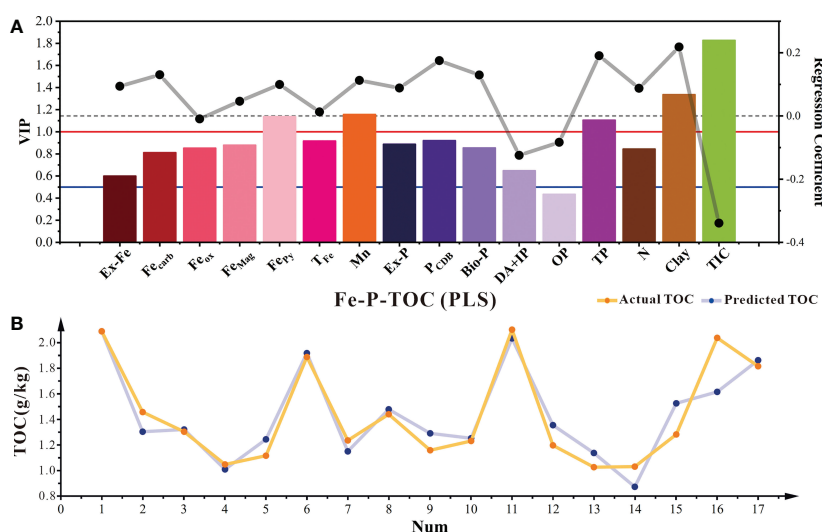 A
VIP
2.0
1.8
1.6
1.4
1.2
1.0
0.8
0.6
0.4
0.2
0.0
0.2
0.0
-0.2
-0.4
Regression Coefficient
Ex-Fe
Fecarb
Feox
FeMag
FePy
TFe
Mn
Ex-P
PCDB
Bio-P
DA+IP
OP
TP
N
Clay
TIC
Fe-P-TOC (PLS)
Actual TOC
Predicted TOC
B
TOC(g/kg)
2.0
1.8
1.6
1.4
1.2
1.0
0.8
0 1 2 3 4 5 6 7 8 9 10 11 12 13 14 15 16 17
Num